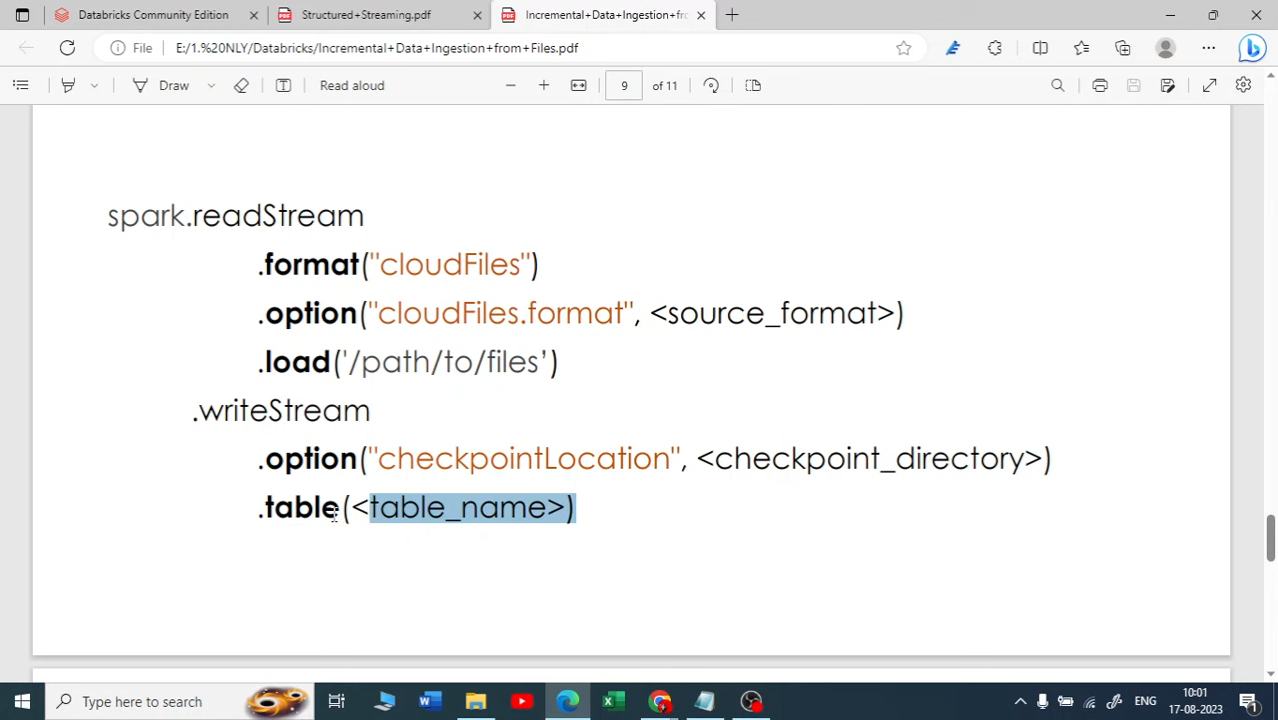 Databricks Community Edition
Structured+Streaming.pdf
Incremental+Data+Ingestion+fro
File
E:/1.%20NLY/Databricks/Incremental+Data+Ingestion+from+Files.pdf
Draw
Read aloud
9
of 11
spark.readStream
.format("cloudFiles")
.option("cloudFiles.format", <source_format>)
.load('/path/to/files’)
.writeStream
.option("checkpointLocation", <checkpoint_directory>)
.table(<table_name>)
Type here to search
ENG
10:01
17-08-2023
1